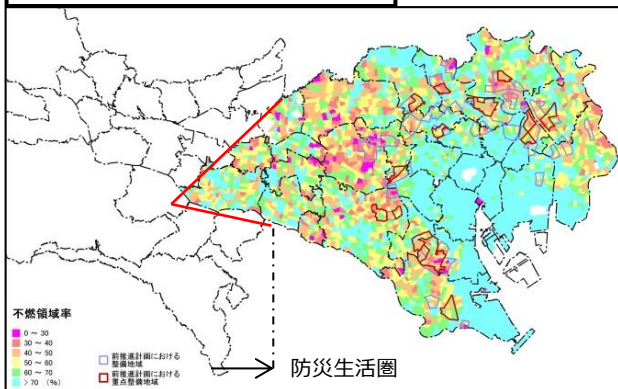 不燃領域率
0 ～ 30
30 ～ 40
40 ～ 50
50 ～ 60
60 ～ 70
> 70 (%)
前推進計画における
整備地域
前推進計画における
重点整備地域
防災生活圏